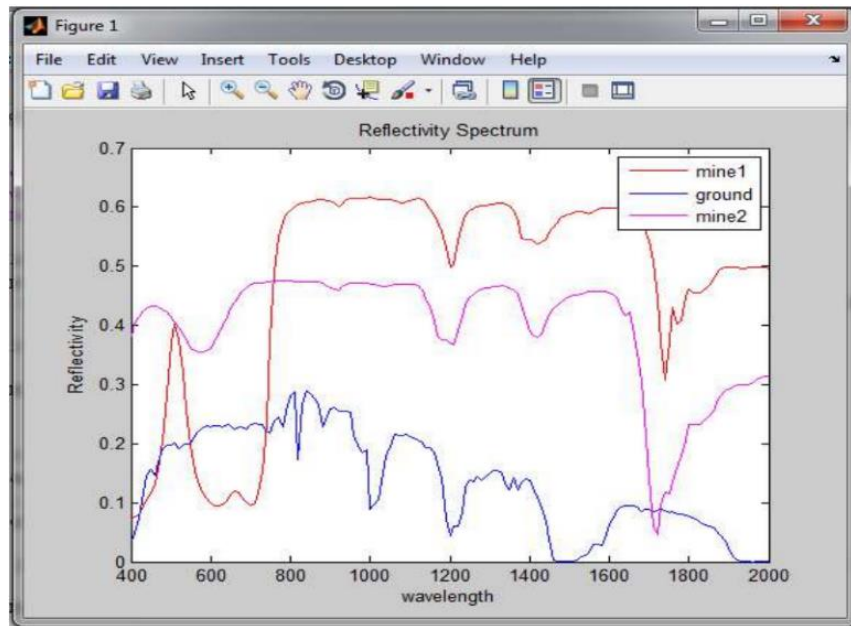 Figure 1
File Edit View Insert Tools Desktop Window Help
Reflectivity Spectrum
0.7
0.6
0.5
0.4
0.3
0.2
0.1
0
Reflectivity
mine1
ground
mine2
400 600 800 1000 1200 1400 1600 1800 2000
wavelength